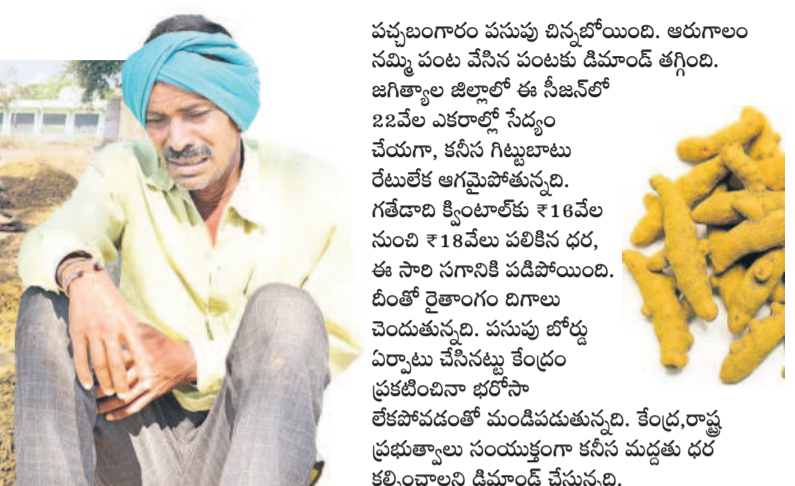 పచ్చబంగారం పసుపు చిన్నబోయింది. ఆరుగాలం
నమ్మి పంట వేసిన పంటకు డిమాండ్ తగ్గింది.
జగిత్యాల జిల్లాలో ఈ సీజన్‌లో
22వేల ఎకరాల్లో సేద్యం
చేయగా, కనీస గిట్టుబాటు
రేటులేక ఆగమైపోతున్నది.
గతేడాది క్వింటాల్‌కు ₹16వేల
నుంచి ₹18వేలు పలికిన ధర,
ఈ సారి సగానికి పడిపోయింది.
దీంతో రైతాంగం దిగాలు
చెందుతున్నది. పసుపు బోర్డు
ఏర్పాటు చేసినట్టు కేంద్రం
ప్రకటించినా భరోసా
లేకపోవడంతో మండిపడుతున్నది. కేంద్ర,రాష్ట్ర
ప్రభుత్వాలు సంయుక్తంగా కనీస మద్దతు ధర
కల్పించాలని డిమాండ్ చేస్తున్నది.